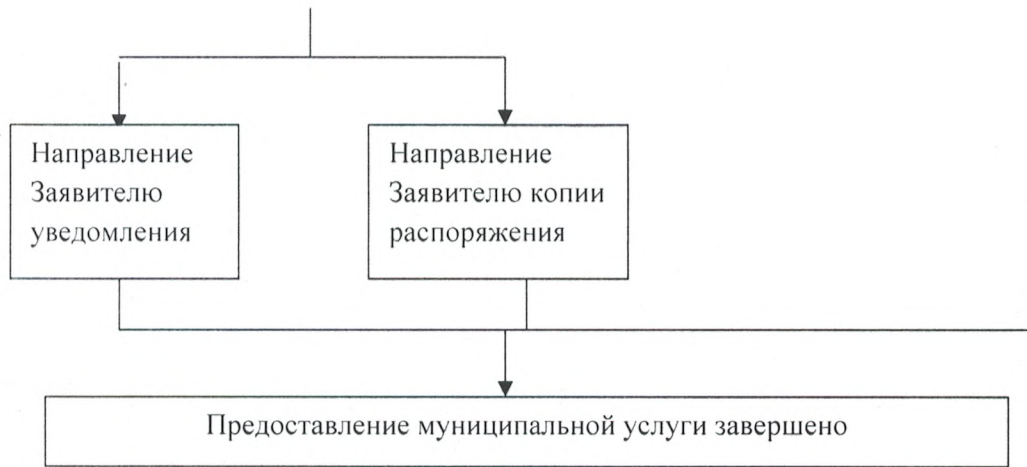 Направление
Заявителю
уведомления
Направление
Заявителю копии
распоряжения
Предоставление муниципальной услуги завершено